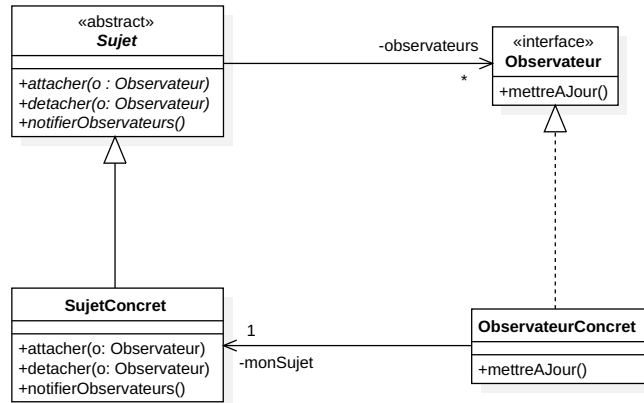 «abstract»
Sujet
+attacher(o : Observateur)
+detacher(o: Observateur)
+notifierObservateurs()
-observateurs
*
«interface»
Observateur
+mettreAJour()
SujetConcret
+attacher(o: Observateur)
+detacher(o: Observateur)
+notifierObservateurs()
1
-monSujet
ObservateurConcret
+mettreAJour()